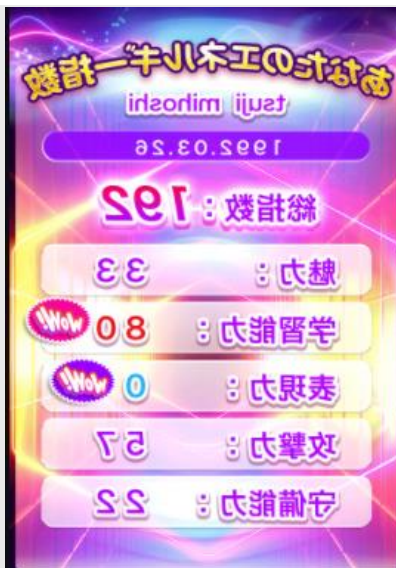 あなたのエネルギー指数
tsuji mihoshi
1992.03.26
総指数：192
魅力： 33
学習能力： 80 WoW!
表現力： 0 WoW!
攻撃力： 57
守備能力： 22